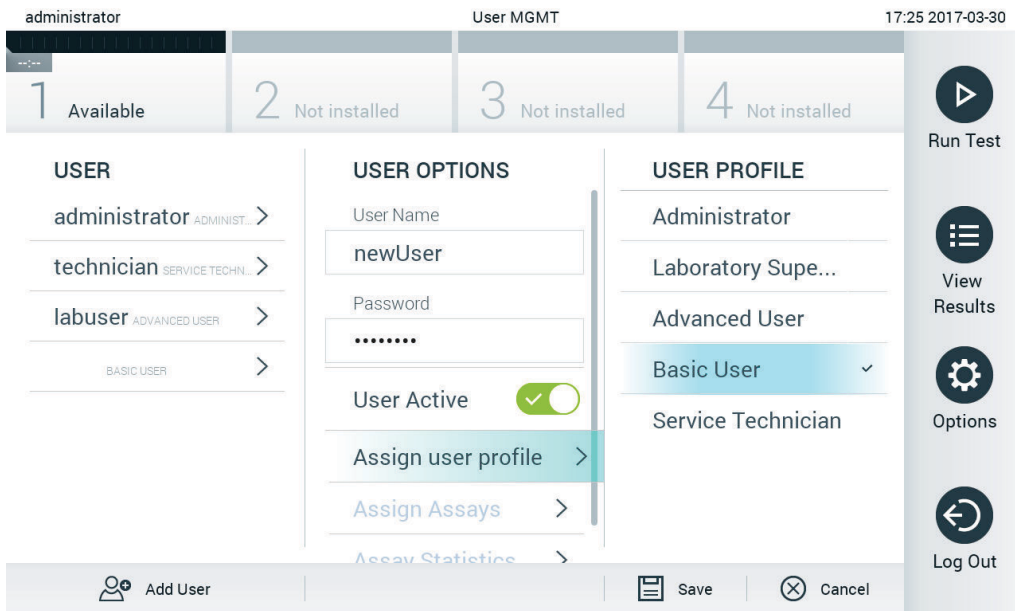 administrator
User MGMT
17:25 2017-03-30
--:--
1 Available
2 Not installed
3 Not installed
4 Not installed
USER
administrator ADMINIST...
technician SERVICE TECHN...
labuser ADVANCED USER
BASIC USER
USER OPTIONS
User Name
newUser
Password
••••••••
User Active
Assign user profile
Assign Assays
Assay Statistics
USER PROFILE
Administrator
Laboratory Supe...
Advanced User
Basic User
Service Technician
Run Test
View
Results
Options
Log Out
Add User
Save
Cancel